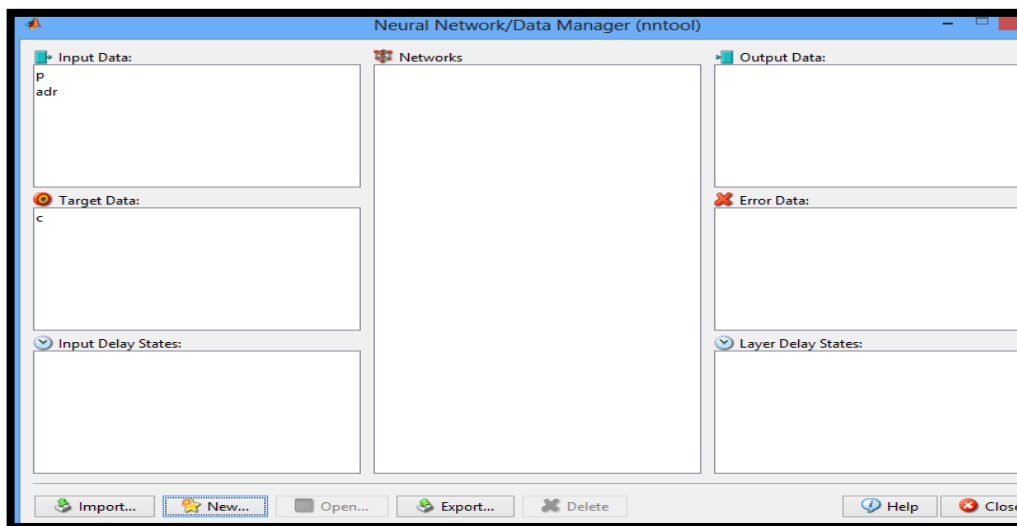 Neural Network/Data Manager (nntool)
Input Data:
p
adr
Networks
Output Data:
Target Data:
c
Error Data:
Input Delay States:
Layer Delay States:
Import... New... Open... Export... Delete Help Close